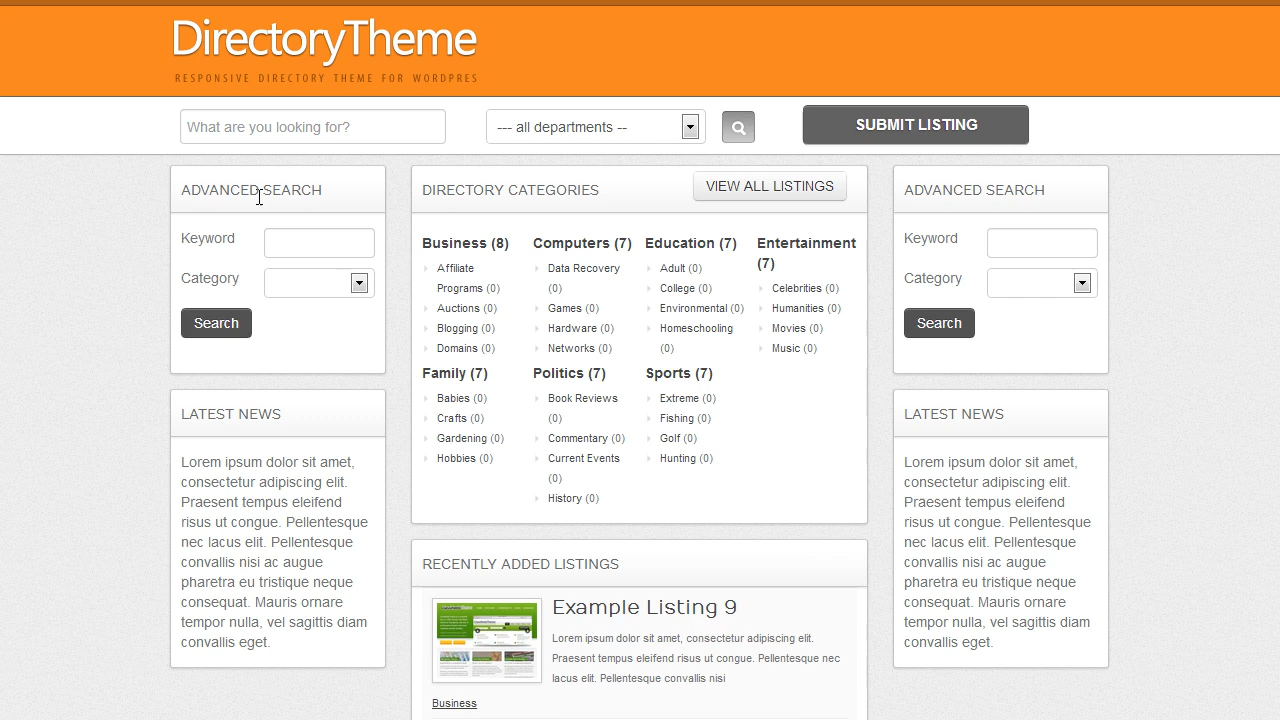 DirectoryTheme
RESPONSIVE DIRECTORY THEME FOR WORDPRES
What are you looking for?
--- all departments --
SUBMIT LISTING
ADVANCED SEARCH
Keyword
Category
Search
LATEST NEWS
Lorem ipsum dolor sit amet,
consectetur adipiscing elit.
Praesent tempus eleifend
risus ut congue. Pellentesque
nec lacus elit. Pellentesque
convallis nisi ac augue
pharetra eu tristique neque
consequat. Mauris ornare
tempor nulla, vel sagittis diam
convallis eget.
DIRECTORY CATEGORIES
VIEW ALL LISTINGS
Business (8)
Affiliate
Programs (0)
Auctions (0)
Blogging (0)
Domains (0)
Computers (7)
Data Recovery
(0)
Games (0)
Hardware (0)
Networks (0)
Education (7)
Adult (0)
College (0)
Environmental (0)
Homeschooling
(0)
Entertainment
(7)
Celebrities (0)
Humanities (0)
Movies (0)
Music (0)
Family (7)
Babies (0)
Crafts (0)
Gardening (0)
Hobbies (0)
Politics (7)
Book Reviews
(0)
Commentary (0)
Current Events
(0)
History (0)
Sports (7)
Extreme (0)
Fishing (0)
Golf (0)
Hunting (0)
RECENTLY ADDED LISTINGS
Example Listing 9
Lorem ipsum dolor sit amet, consectetur adipiscing elit.
Praesent tempus eleifend risus ut congue. Pellentesque nec
lacus elit. Pellentesque convallis nisi
Business
ADVANCED SEARCH
Keyword
Category
Search
LATEST NEWS
Lorem ipsum dolor sit amet,
consectetur adipiscing elit.
Praesent tempus eleifend
risus ut congue. Pellentesque
nec lacus elit. Pellentesque
convallis nisi ac augue
pharetra eu tristique neque
consequat. Mauris ornare
tempor nulla, vel sagittis diam
convallis eget.